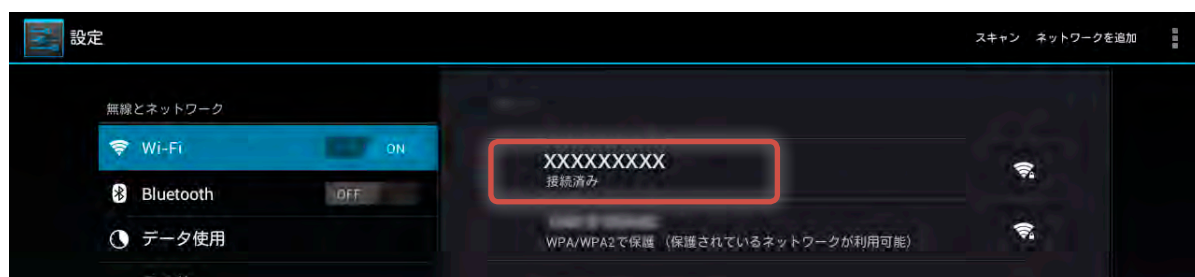 設定
スキャン ネットワークを追加
無線とネットワーク
Wi-Fi ON
XXXXXXXXX
接続済み
Bluetooth OFF
WPA/WPA2で保護 （保護されているネットワークが利用可能）
データ使用